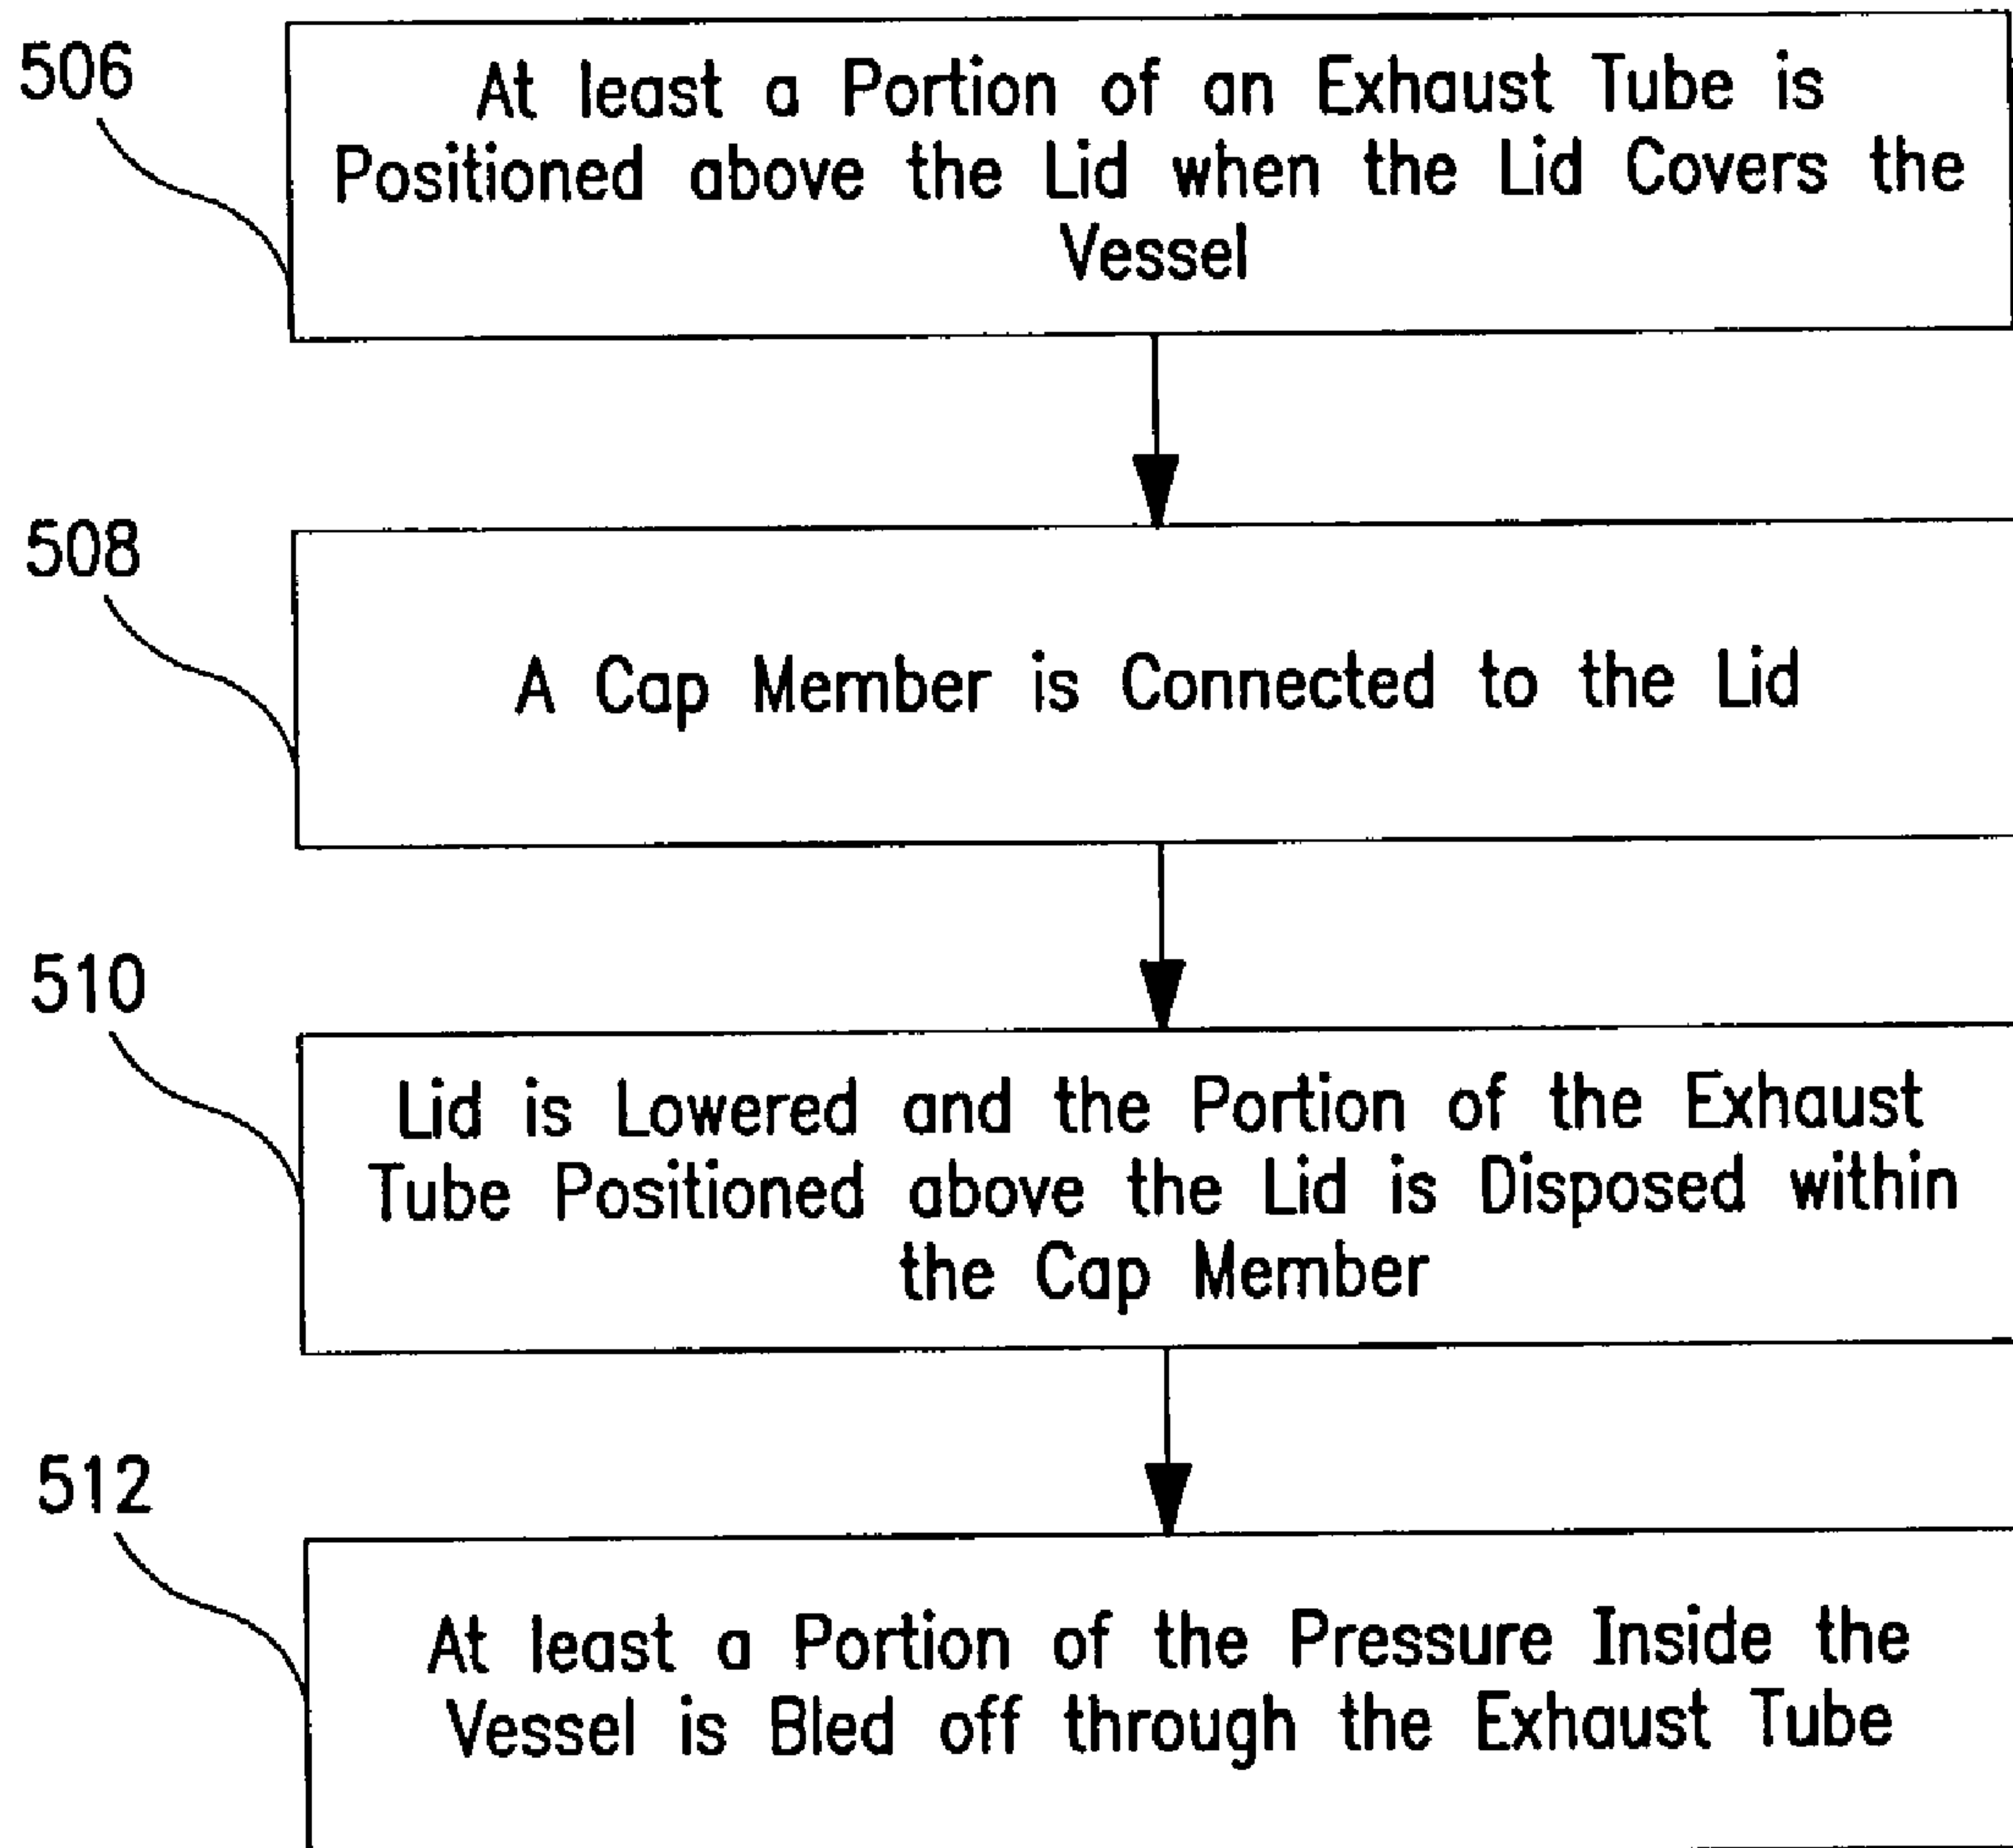 506
At least a Portion of an Exhaust Tube is
Positioned above the Lid when the Lid Covers the
Vessel
508
A Cap Member is Connected to the Lid
510
Lid is Lowered and the Portion of the Exhaust
Tube Positioned above the Lid is Disposed within
the Cap Member
512
At least a Portion of the Pressure Inside the
Vessel is Bled off through the Exhaust Tube